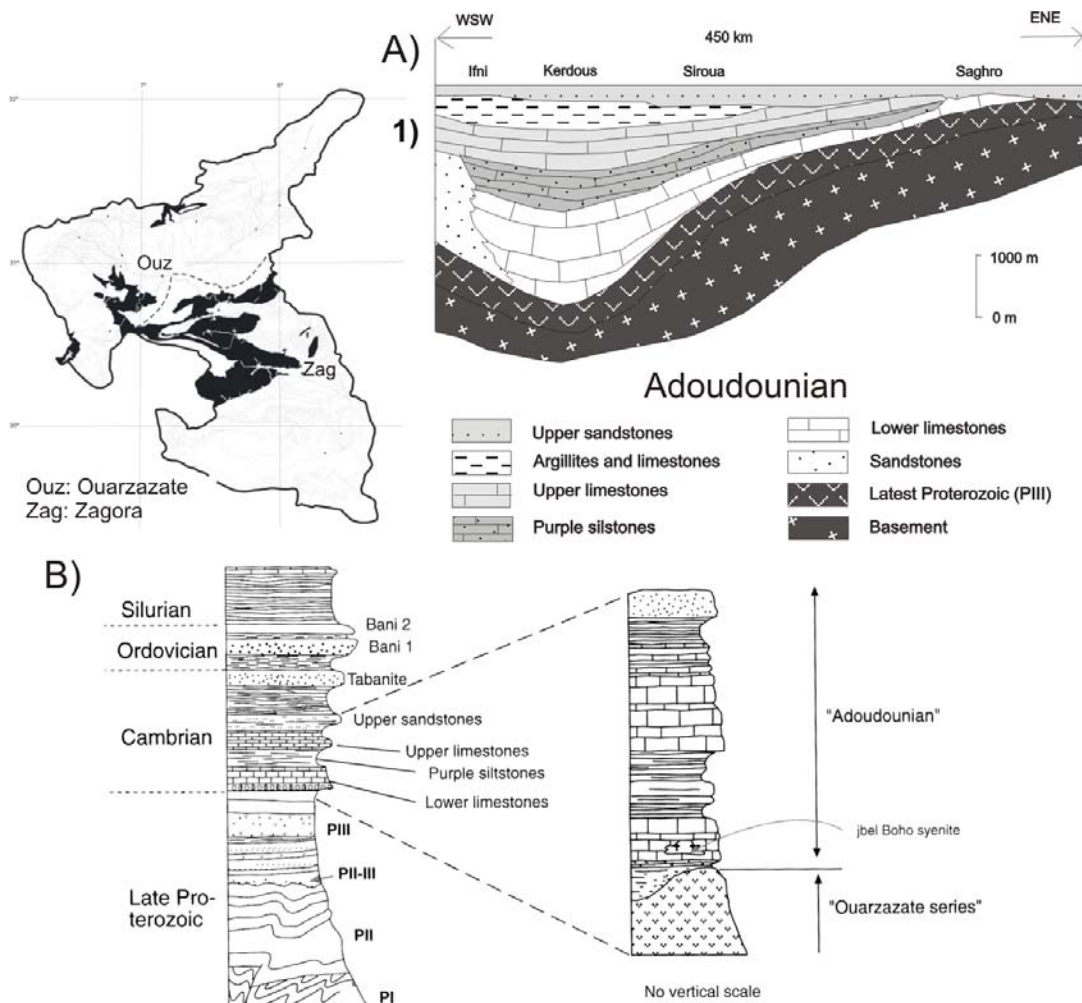 A)
WSW
ENE
450 km
Ifni
Kerdous
Siroua
Saghro
1)
1000 m
0 m
Ouz
Zag
Ouz: Ouarzazate
Zag: Zagora
Adoudounian
Upper sandstones
Argillites and limestones
Upper limestones
Purple silstones
Lower limestones
Sandstones
Latest Proterozoic (PIII)
Basement
B)
Silurian
Ordovician
Cambrian
Late Pro-
terozoic
Bani 2
Bani 1
Tabanite
Upper sandstones
Upper limestones
Purple siltstones
Lower limestones
PIII
PII-III
PII
PI
"Adoudounian"
jbel Boho syenite
"Ouarzazate series"
No vertical scale